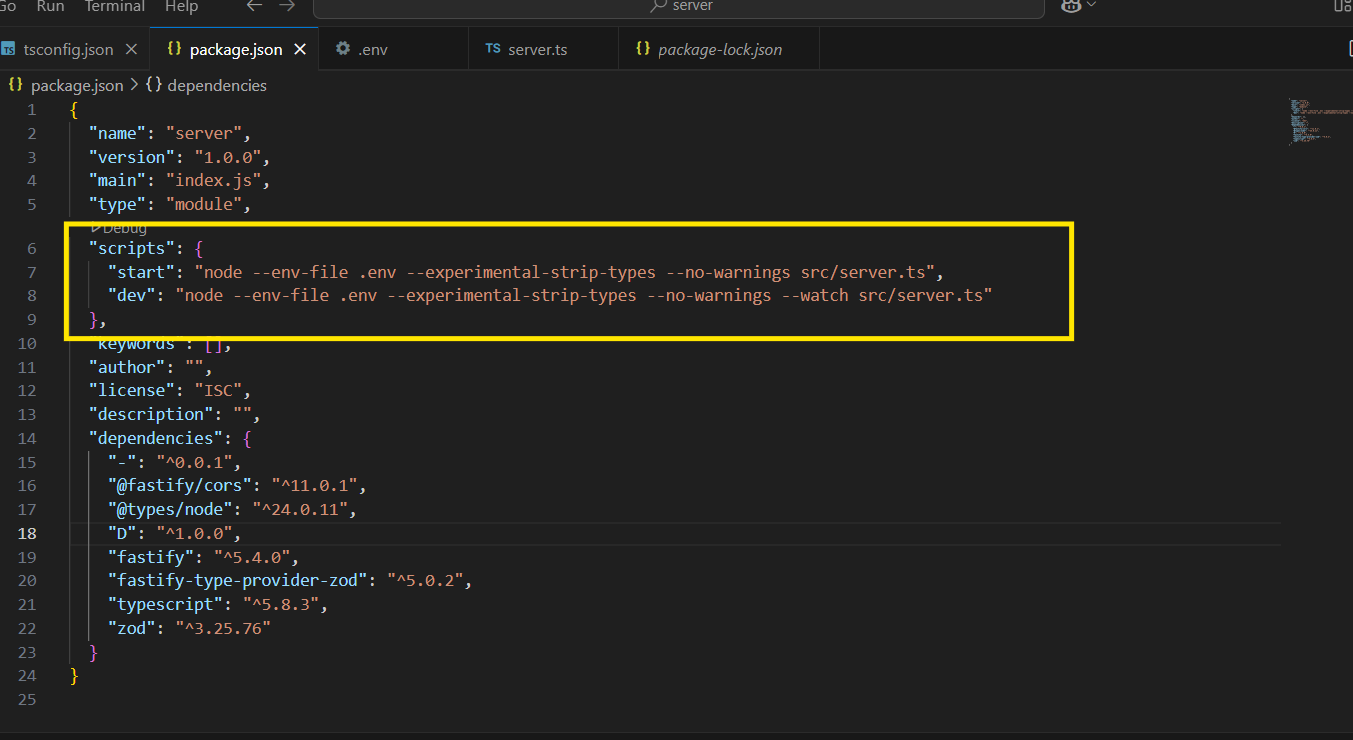 Go Run Terminal Help server
tsconfig.json package.json .env server.ts package-lock.json
package.json > {} dependencies
1 {
2 "name": "server",
3 "version": "1.0.0",
4 "main": "index.js",
5 "type": "module",
Debug
6 "scripts": {
7 "start": "node --env-file .env --experimental-strip-types --no-warnings src/server.ts",
8 "dev": "node --env-file .env --experimental-strip-types --no-warnings --watch src/server.ts"
9 },
10 "keywords": [],
11 "author": "",
12 "license": "ISC",
13 "description": "",
14 "dependencies": {
15 "-": "^0.0.1",
16 "@fastify/cors": "^11.0.1",
17 "@types/node": "^24.0.11",
18 "D": "^1.0.0",
19 "fastify": "^5.4.0",
20 "fastify-type-provider-zod": "^5.0.2",
21 "typescript": "^5.8.3",
22 "zod": "^3.25.76"
23 }
24 }
25